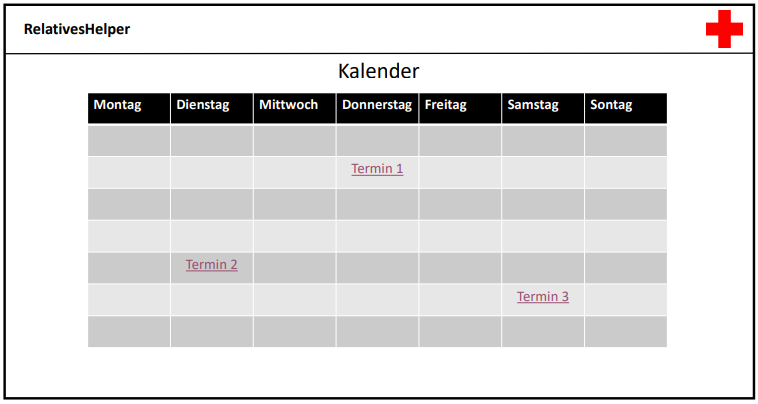 RelativesHelper
Kalender
Montag Dienstag Mittwoch Donnerstag Freitag Samstag Sontag
Termin 1
Termin 2
Termin 3